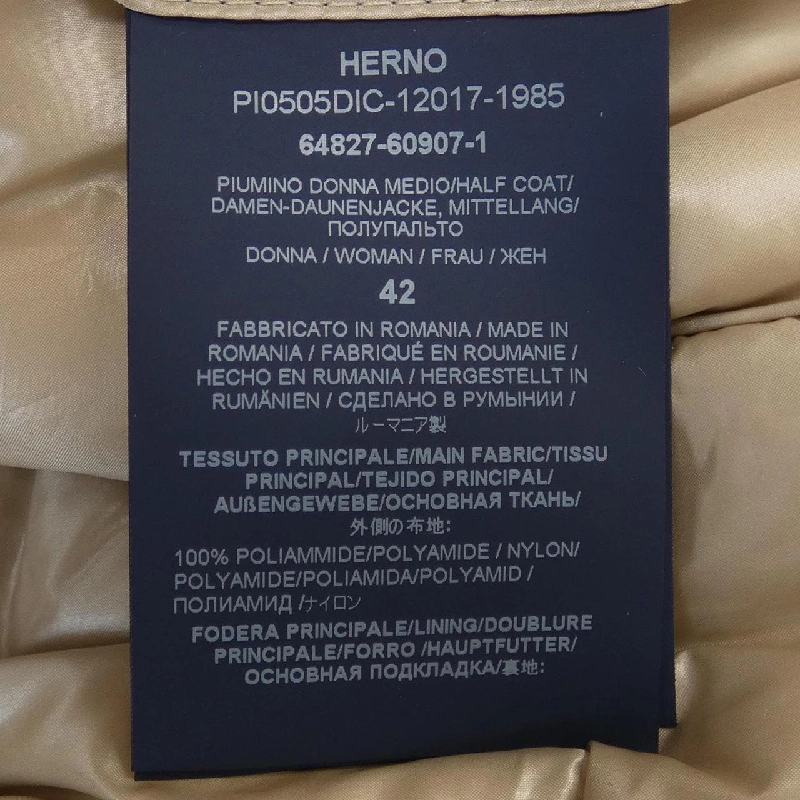 HERNO
PI0505DIC-12017-1985
64827-60907-1
PIUMINO DONNA MEDIO/HALF COAT/
DAMEN-DAUNENJACKE, MITTELLANG/
ПОЛУПАЛЬТО
DONNA / WOMAN / FRAU / ЖЕН
42
FABBRICATO IN ROMANIA / MADE IN
ROMANIA / FABRIQUÉ EN ROUMANIE /
HECHO EN RUMANIA / HERGESTELLT IN
RUMÄNIEN / СДЕЛАНО В РУМЫНИИ /
ルーマニア製
TESSUTO PRINCIPALE/MAIN FABRIC/TISSU
PRINCIPAL/TEJIDO PRINCIPAL/
AUßENGEWEBE/ОСНОВНАЯ ТКАНЬ/
外側の布地:
100% POLIAMMIDE/POLYAMIDE / NYLON/
POLYAMIDE/POLIAMIDA/POLYAMID /
ПОЛИАМИД /ナイロン
FODERA PRINCIPALE/LINING/DOUBLURE
PRINCIPALE/FORRO /HAUPTFUTTER/
ОСНОВНАЯ ПОДКЛАДКА/裏地: